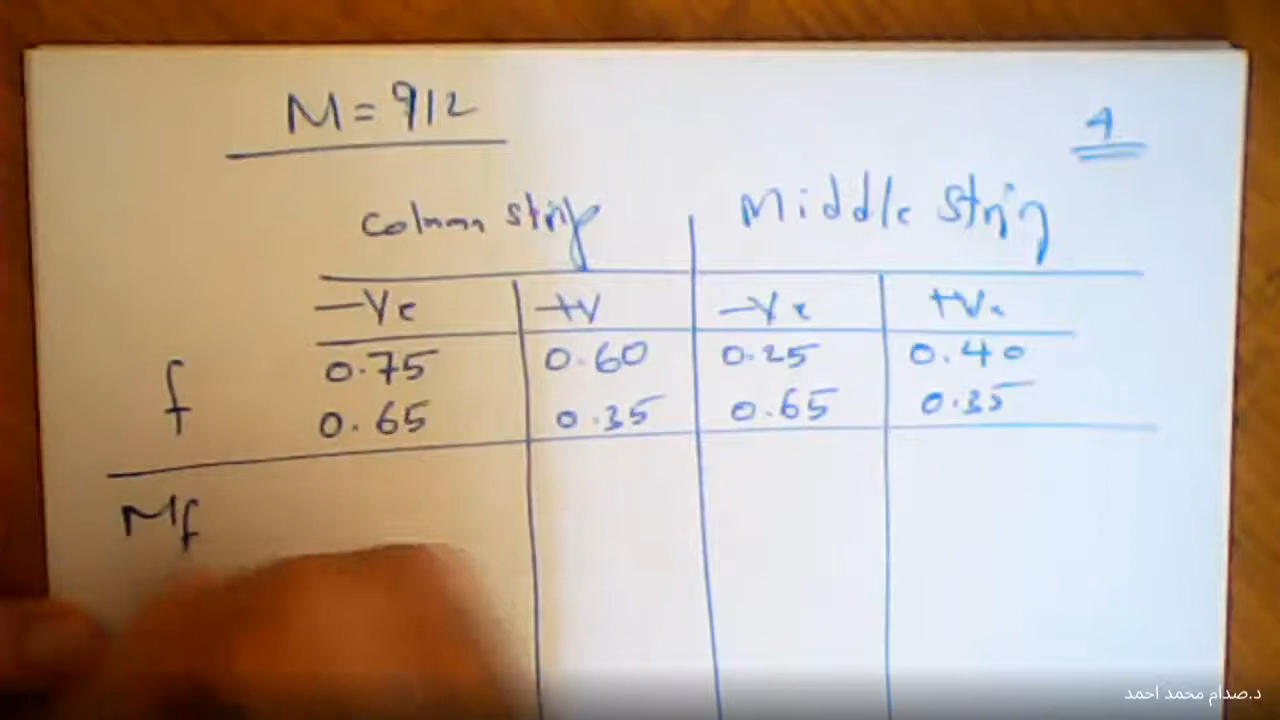 M = 912
4
Column strip Middle strip
-Ve +V -Ve +Ve
0.75 0.60 0.25 0.40
f
0.65 0.35 0.65 0.35
Mf
د.صدام محمد احمد